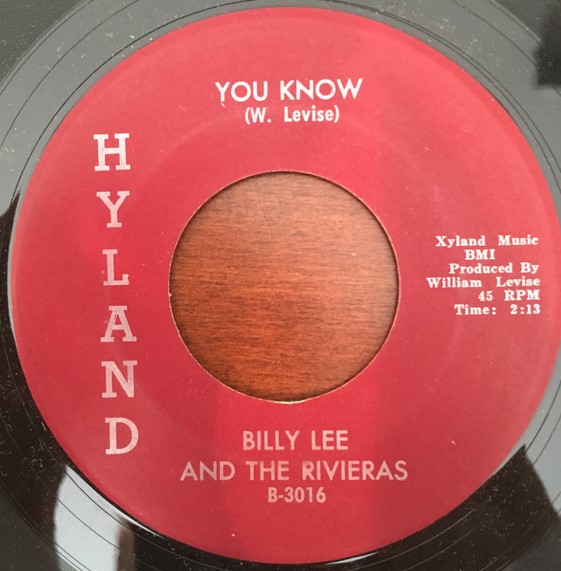 YOU KNOW
(W. Levise)
HYLAND
Xyland Music
BMI
Produced By
William Levise
45 RPM
Time: 2:13
BILLY LEE
AND THE RIVIERAS
B-3016